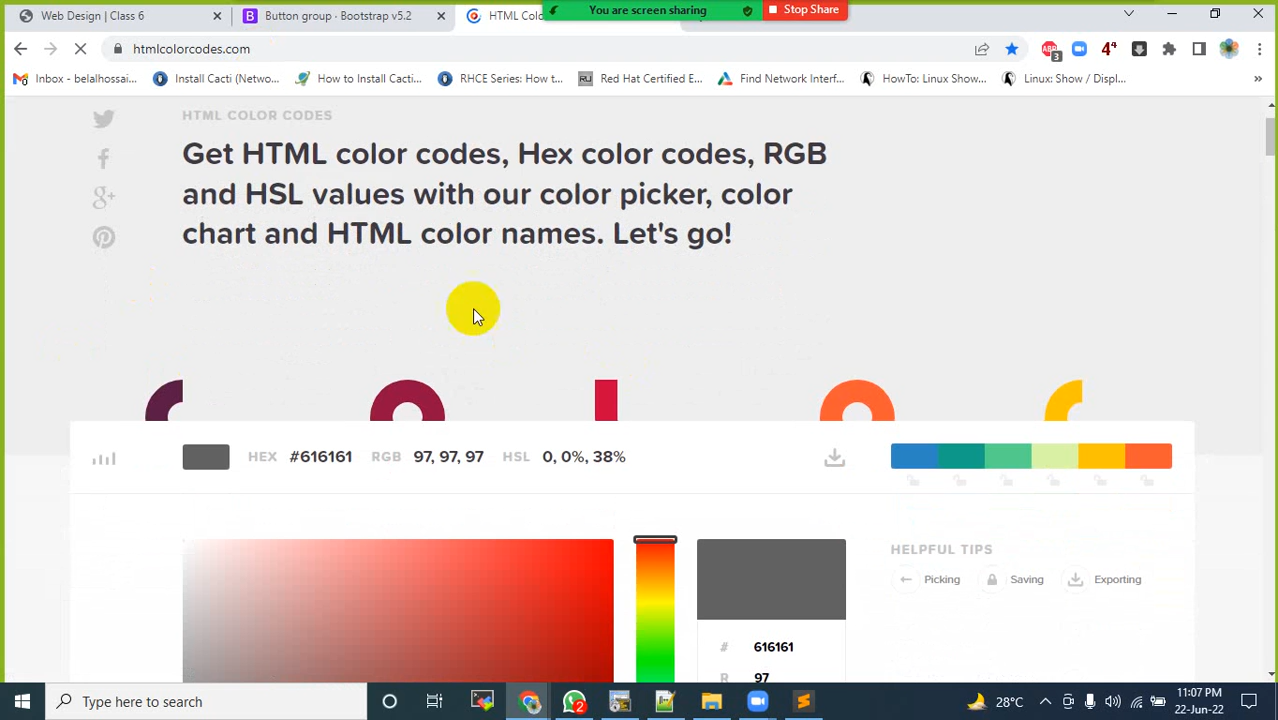 You are screen sharing
Stop Share
Web Design | Class 6
Button group · Bootstrap v5.2
HTML Colo
htmlcolorcodes.com
3
4ⁿ
Inbox - belalhossai...
Install Cacti (Netwo...
How to Install Cacti...
RHCE Series: How t...
Red Hat Certified E...
Find Network Interf...
HowTo: Linux Show...
Linux: Show / Displ...
»
HTML COLOR CODES
Get HTML color codes, Hex color codes, RGB
and HSL values with our color picker, color
chart and HTML color names. Let's go!
HEX #616161 RGB 97, 97, 97 HSL 0, 0%, 38%
HELPFUL TIPS
Picking
Saving
Exporting
# 616161
R 97
Type here to search
2
28°C
11:07 PM
22-Jun-22